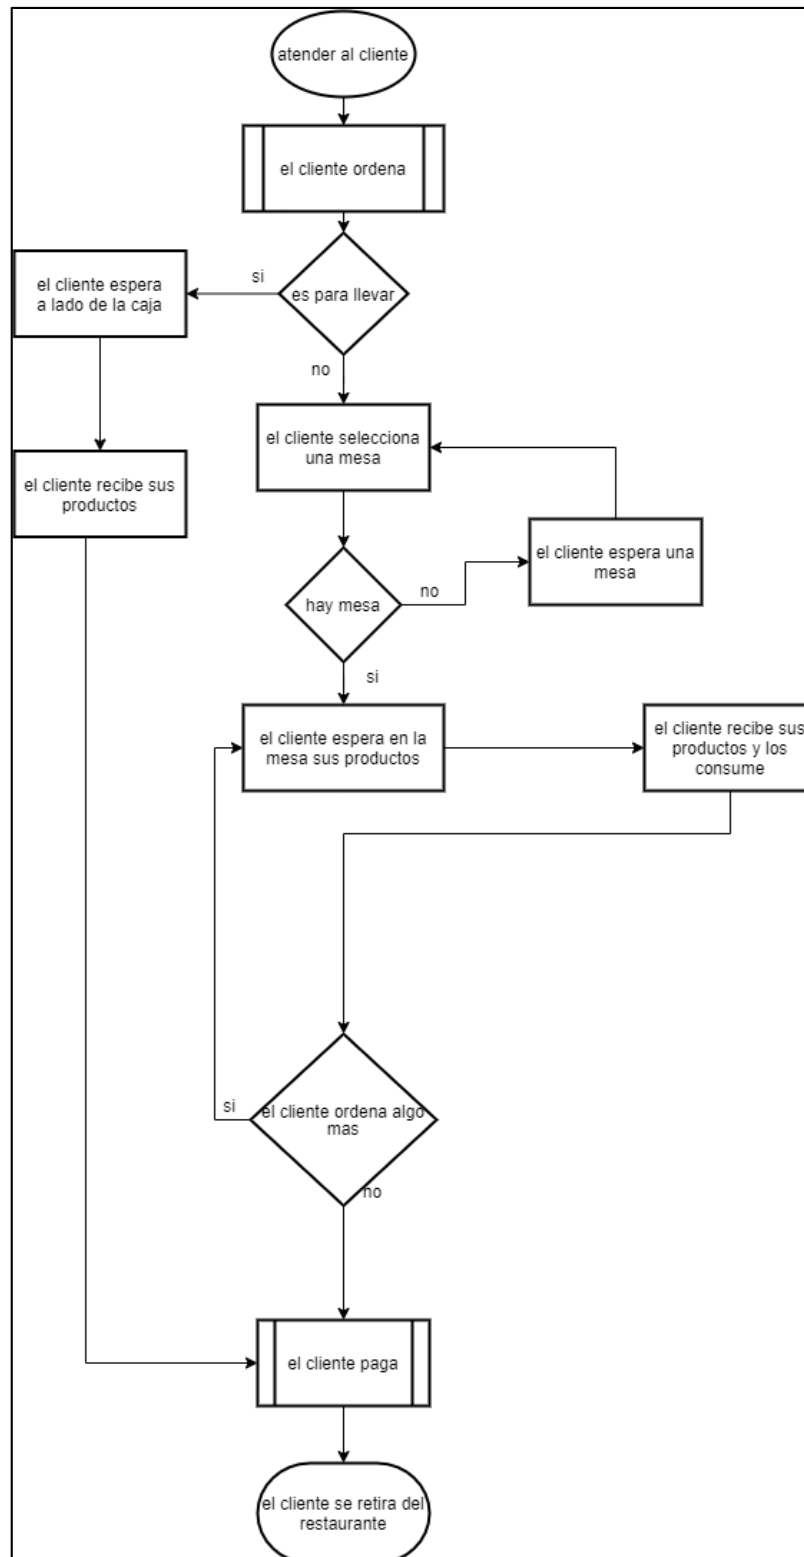 atender al cliente
el cliente ordena
es para llevar
si
el cliente espera
a lado de la caja
no
el cliente selecciona
una mesa
el cliente recibe sus
productos
hay mesa
no
el cliente espera una
mesa
si
el cliente espera en la
mesa sus productos
el cliente recibe sus
productos y los
consume
si
el cliente ordena algo
mas
no
el cliente paga
el cliente se retira del
restaurante